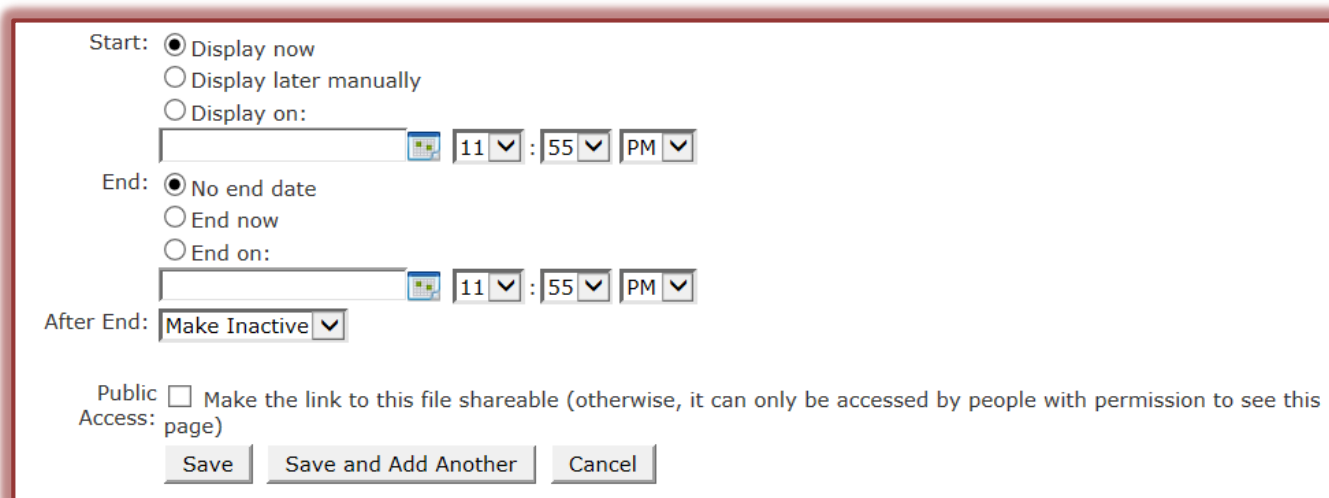 Start: Display now
Display later manually
Display on:
11 : 55 PM
End: No end date
End now
End on:
11 : 55 PM
After End: Make Inactive
Public Access: Make the link to this file shareable (otherwise, it can only be accessed by people with permission to see this
page)
Save Save and Add Another Cancel